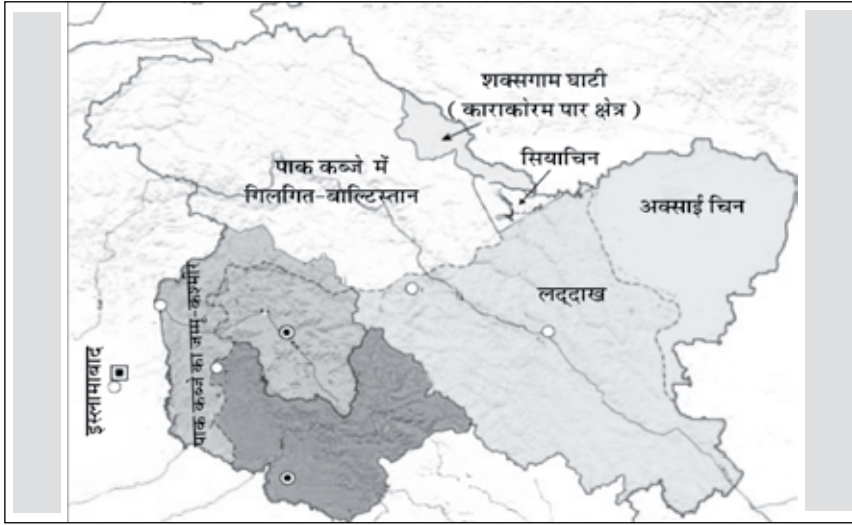 शक्सगाम घाटी
( काराकोरम पार क्षेत्र )
सियाचिन
पाक कब्जे में
गिलगित-बाल्टिस्तान
अक्साई चिन
लद्दाख
पाक कब्जे का जम्मू-कश्मीर
इस्लामाबाद